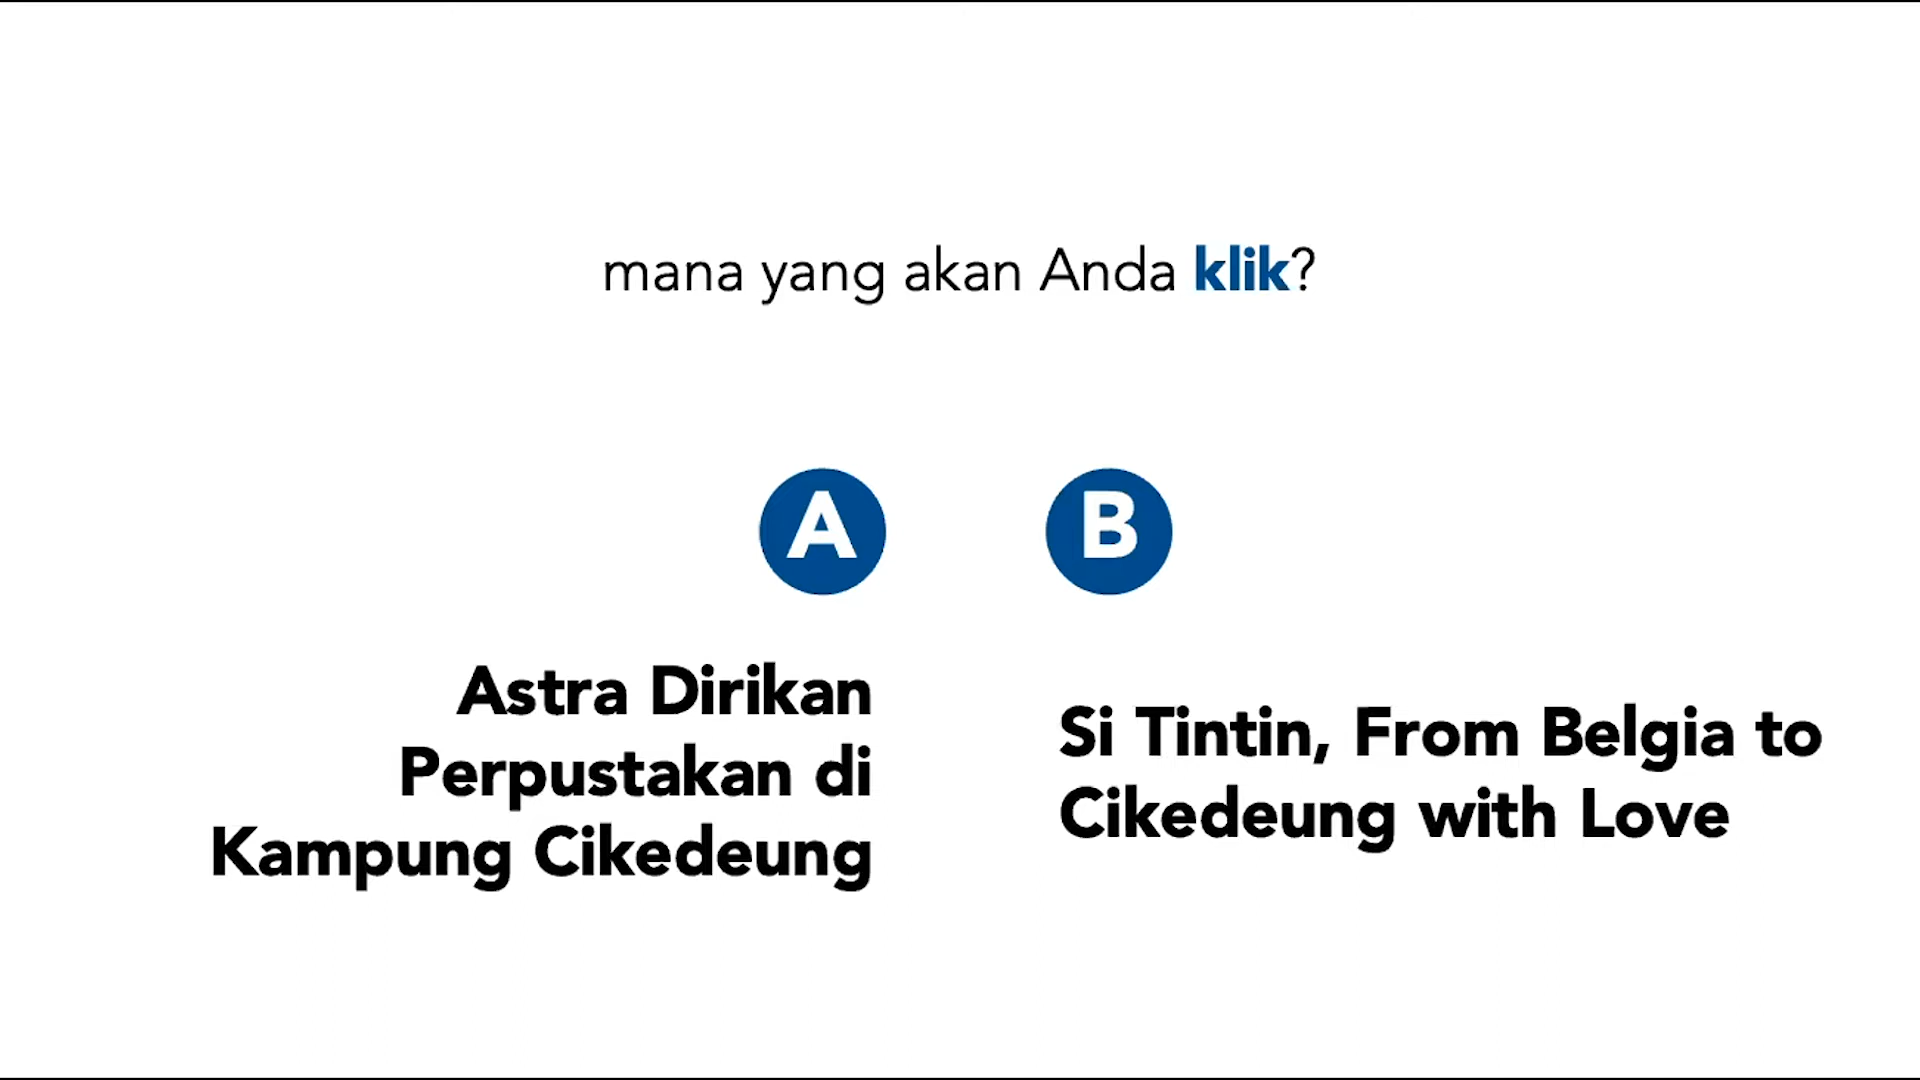 mana yang akan Anda klik?
A
B
Astra Dirikan
Perpustakan di
Kampung Cikedeung
Si Tintin, From Belgia to
Cikedeung with Love